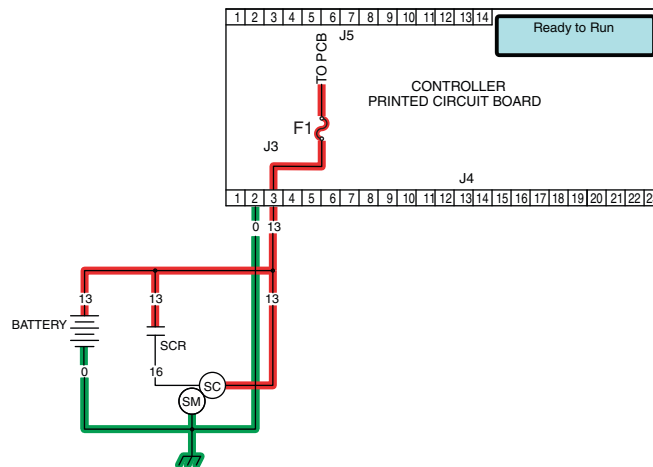 1 2 3 4 5 6 7 8 9 10 11 12 13 14
Ready to Run
J5
TO PCB
CONTROLLER
PRINTED CIRCUIT BOARD
F1
J3
J4
1 2 3 4 5 6 7 8 9 10 11 12 13 14 15 16 17 18 19 20 21 22
0 13
13 13 13
BATTERY
SCR
0 16
SC
SM